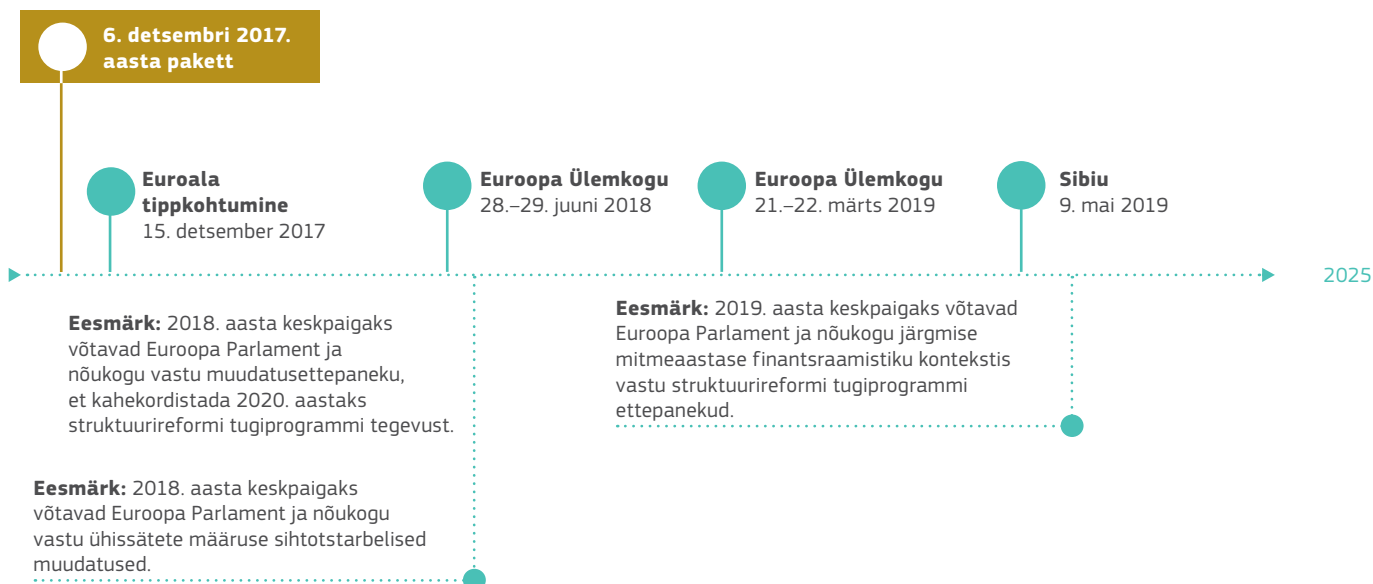 6. detsembri 2017.
aasta pakett
Euroala
tippkohtumine
15. detsember 2017
Euroopa Ülemkogu
28.–29. juuni 2018
Euroopa Ülemkogu
21.–22. märts 2019
Sibiu
9. mai 2019
2025
Eesmärk: 2018. aasta keskpaigaks
võtavad Euroopa Parlament ja
nõukogu vastu muudatusettepaneku,
et kahekordistada 2020. aastaks
struktuurireformi tugiprogrammi tegevust.
Eesmärk: 2019. aasta keskpaigaks võtavad
Euroopa Parlament ja nõukogu järgmise
mitmeaastase finantsraamistiku kontekstis
vastu struktuurireformi tugiprogrammi
ettepanekud.
Eesmärk: 2018. aasta keskpaigaks
võtavad Euroopa Parlament ja nõukogu
vastu ühissätete määruse sihtotstarbelised
muudatused.